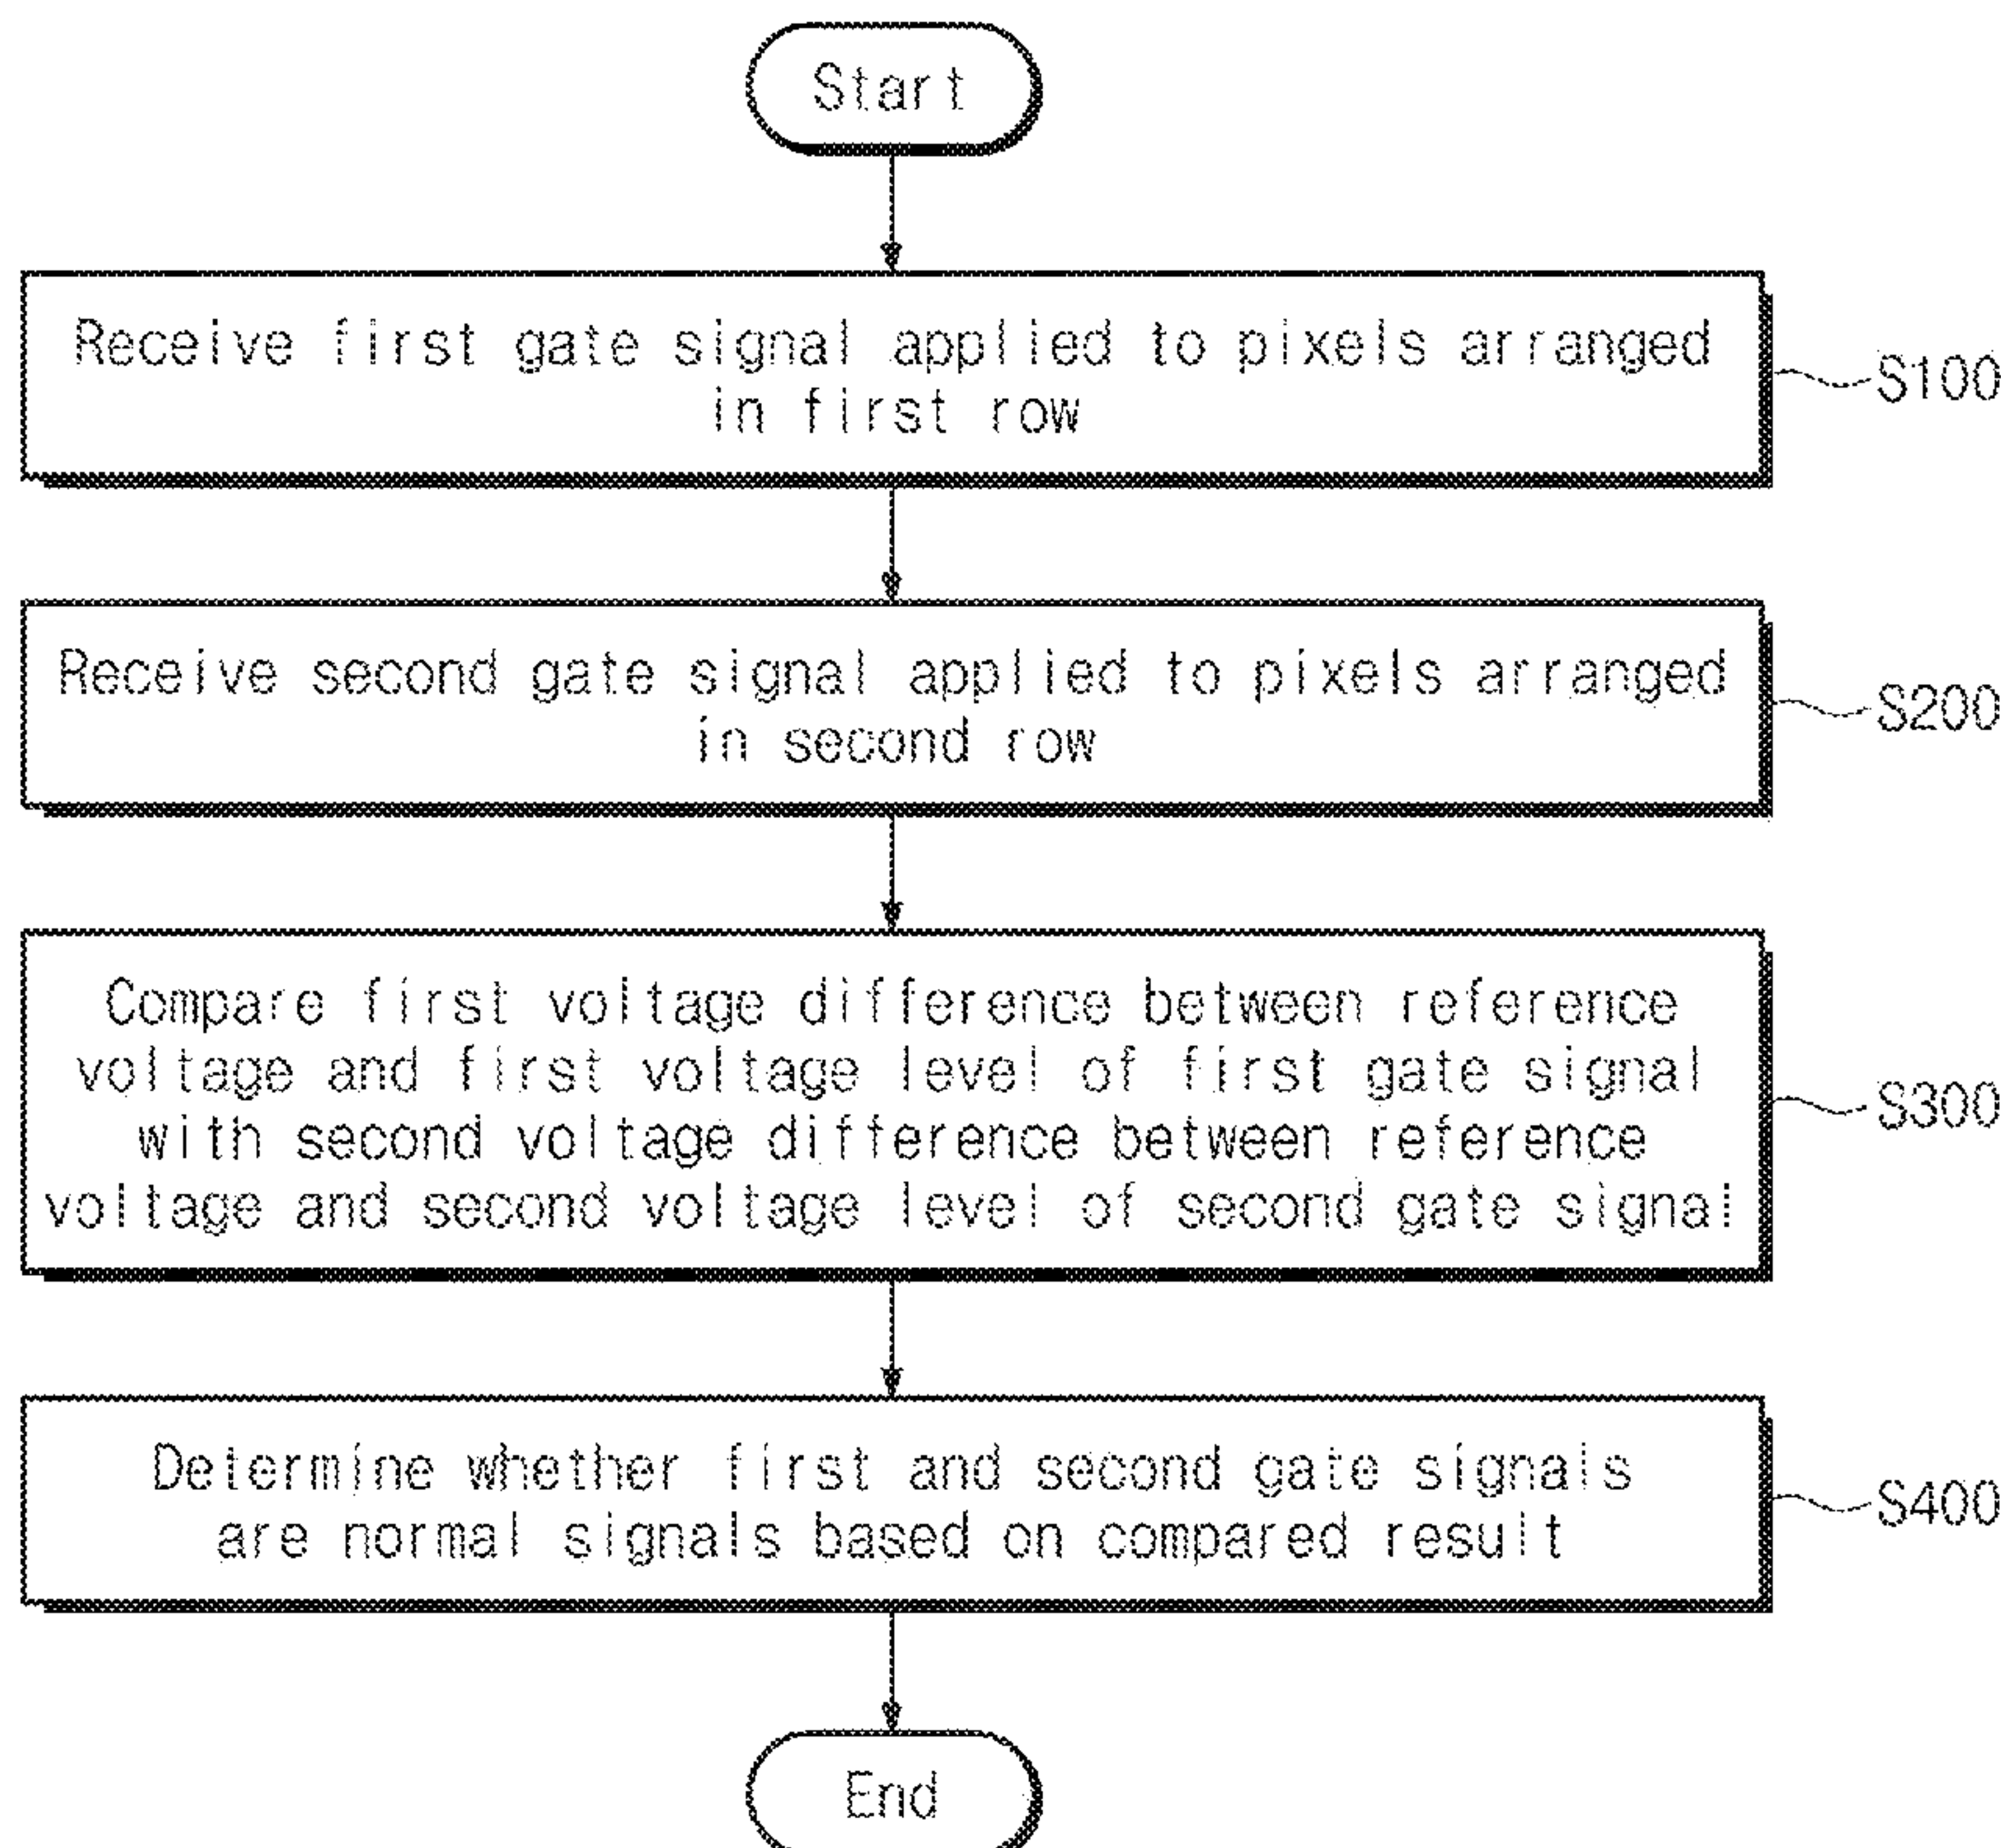 Start
Receive first gate signal applied to pixels arranged
in first row
S100
Receive second gate signal applied to pixels arranged
in second row
S200
Compare first voltage difference between reference
voltage and first voltage level of first gate signal
with second voltage difference between reference
voltage and second voltage level of second gate signal
S300
Determine whether first and second gate signals
are normal signals based on compared result
S400
End